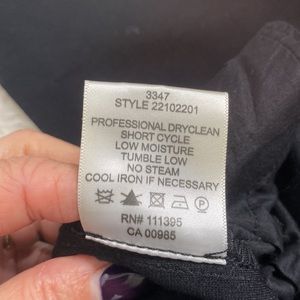 3347
STYLE 22102201
PROFESSIONAL DRYCLEAN
SHORT CYCLE
LOW MOISTURE
TUMBLE LOW
NO STEAM
COOL IRON IF NECESSARY
P
RN# 111395
CA 00985